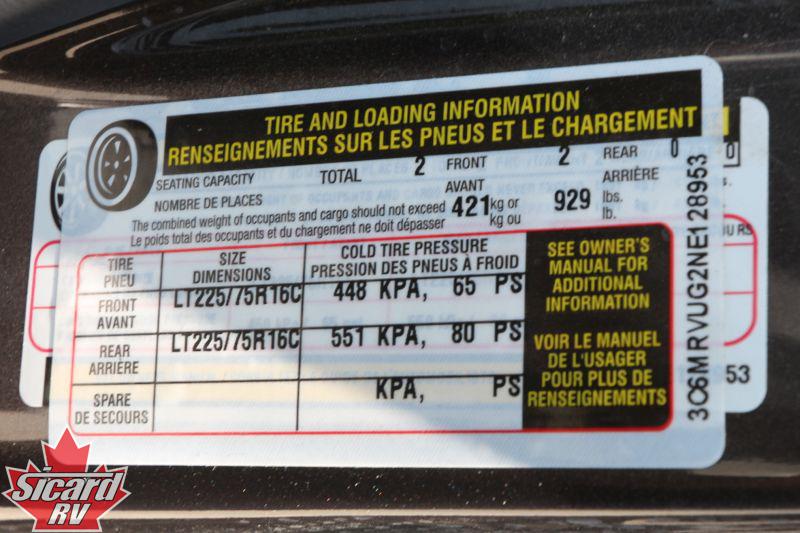 TIRE AND LOADING INFORMATION
RENSEIGNEMENTS SUR LES PNEUS ET LE CHARGEMENT
SEATING CAPACITY TOTAL 2 FRONT 2 REAR 0
NOMBRE DE PLACES AVANT ARRIÈRE
The combined weight of occupants and cargo should not exceed 421 kg or 929 lbs.
Le poids total des occupants et du chargement ne doit dépasser kg ou lb.
TIRE SIZE COLD TIRE PRESSURE
PNEU DIMENSIONS PRESSION DES PNEUS À FROID
FRONT AVANT LT225/75R16C 448 KPA, 65 PS
REAR ARRIÈRE LT225/75R16C 551 KPA, 80 PS
SPARE DE SECOURS KPA, PS
SEE OWNER'S
MANUAL FOR
ADDITIONAL
INFORMATION
VOIR LE MANUEL
DE L'USAGER
POUR PLUS DE
RENSEIGNEMENTS
3C6MRVUG2NE128953
Sicard
RV